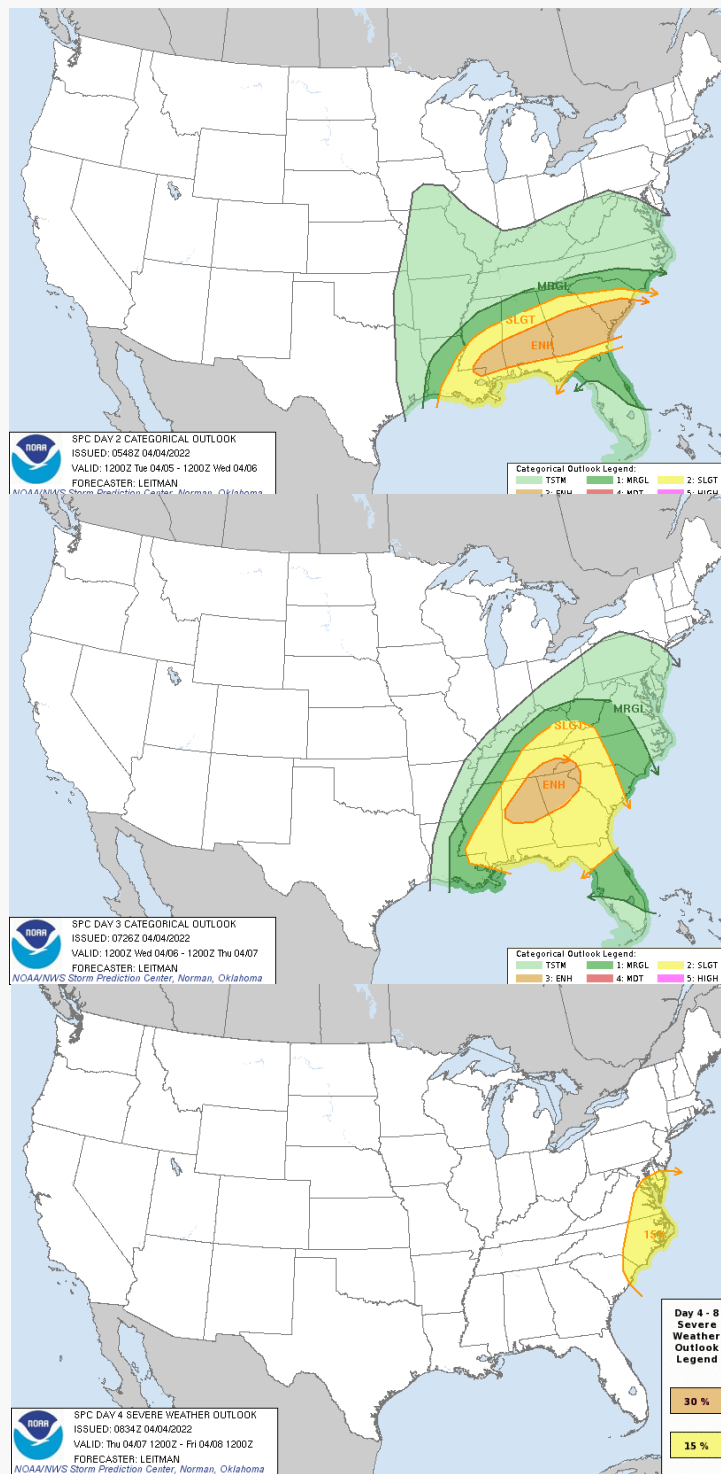 MRGL
SLGT
ENH
NOAA
SPC DAY 2 CATEGORICAL OUTLOOK
ISSUED: 0548Z 04/04/2022
VALID: 1200Z Tue 04/05 - 1200Z Wed 04/06
FORECASTER: LEITMAN
NOAA/NWS Storm Prediction Center, Norman, Oklahoma
Categorical Outlook Legend:
TSTM 1: MRGL 2: SLGT
3: ENH 4: MDT 5: HIGH
MRGL
SLGT
ENH
NOAA
SPC DAY 3 CATEGORICAL OUTLOOK
ISSUED: 0726Z 04/04/2022
VALID: 1200Z Wed 04/06 - 1200Z Thu 04/07
FORECASTER: LEITMAN
NOAA/NWS Storm Prediction Center, Norman, Oklahoma
Categorical Outlook Legend:
TSTM 1: MRGL 2: SLGT
3: ENH 4: MDT 5: HIGH
15%
Day 4 - 8
Severe
Weather
Outlook
Legend
30 %
15 %
NOAA
SPC DAY 4 SEVERE WEATHER OUTLOOK
ISSUED: 0834Z 04/04/2022
VALID: Thu 04/07 1200Z - Fri 04/08 1200Z
FORECASTER: LEITMAN
NOAA/NWS Storm Prediction Center, Norman, Oklahoma